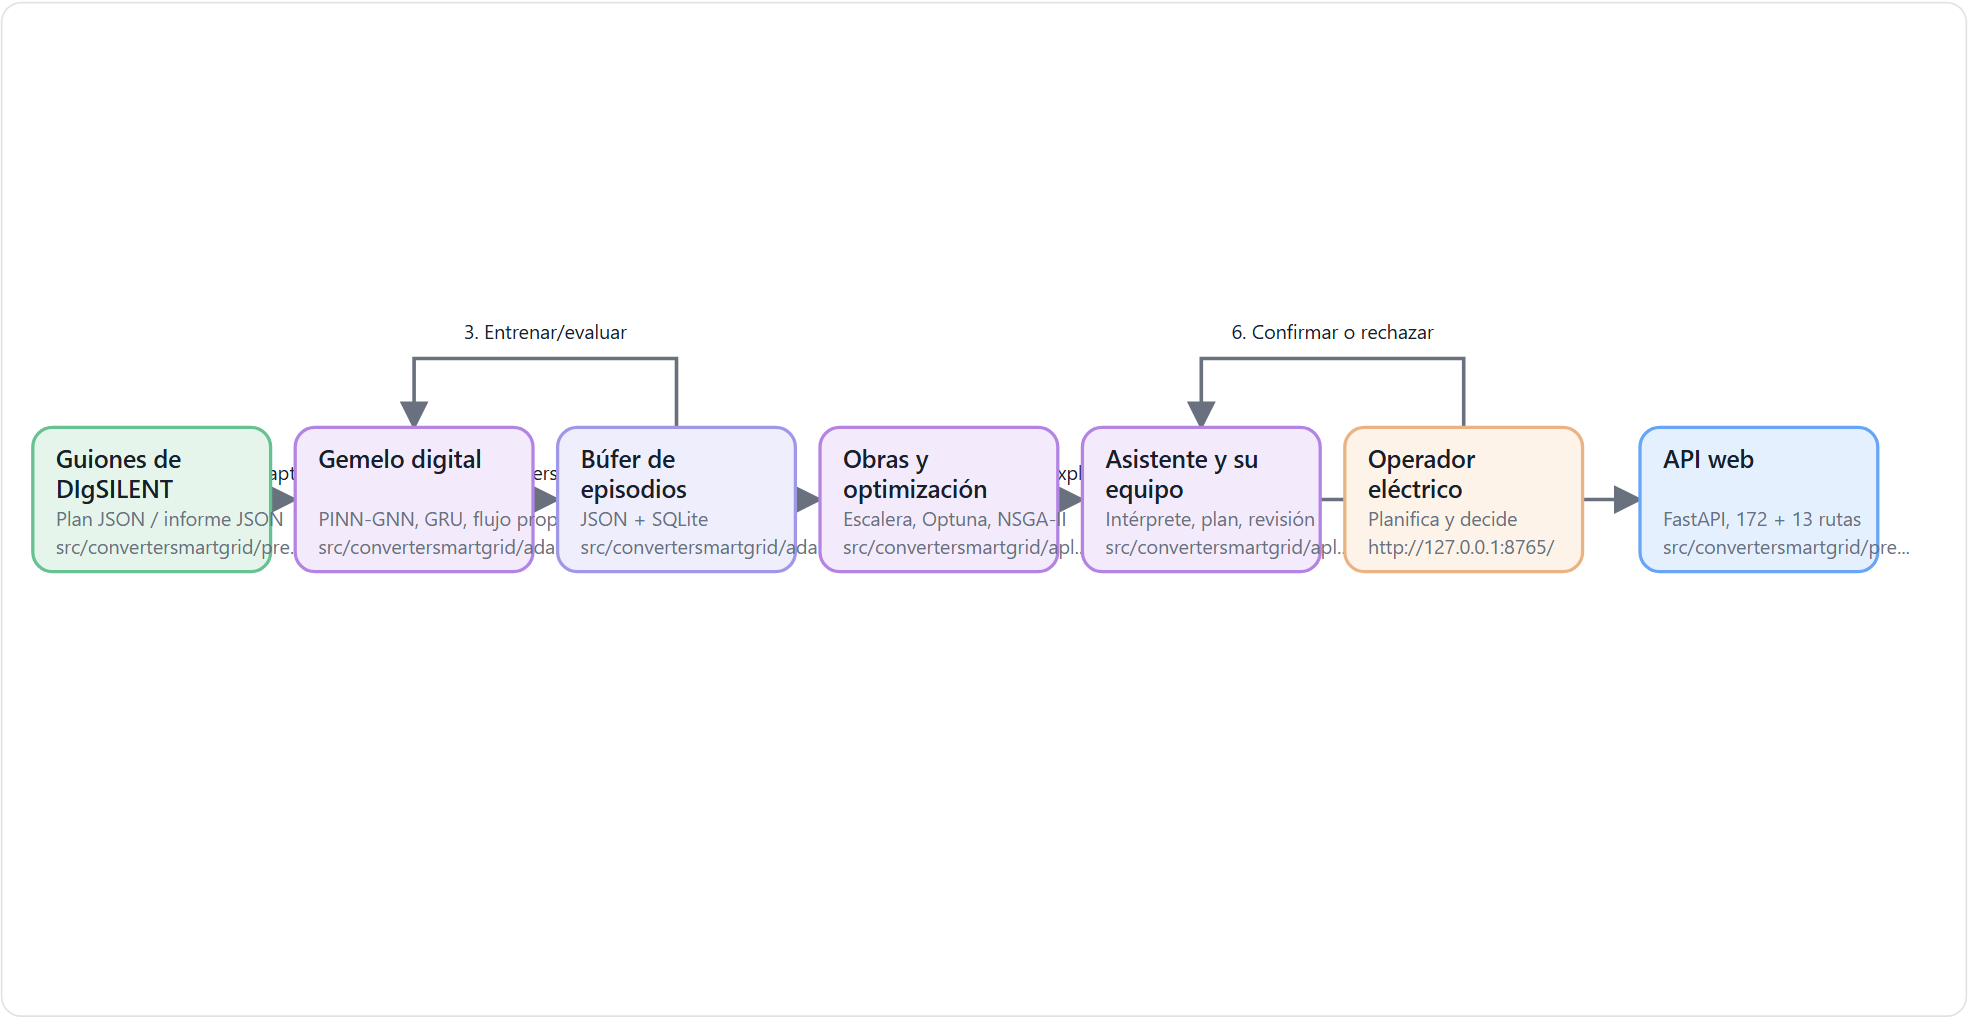 3. Entrenar/evaluar
6. Confirmar o rechazar
Guiones de
DIgSILENT
Plan JSON / informe JSON
src/convertersmartgrid/pre...
Gemelo digital
PINN-GNN, GRU, flujo prop
src/convertersmartgrid/ada
Búfer de
episodios
JSON + SQLite
src/convertersmartgrid/ada
Obras y
optimización
Escalera, Optuna, NSGA-II
src/convertersmartgrid/apl...
Asistente y su
equipo
Intérprete, plan, revisión
src/convertersmartgrid/apl...
Operador
eléctrico
Planifica y decide
http://127.0.0.1:8765/
API web
FastAPI, 172 + 13 rutas
src/convertersmartgrid/pre...